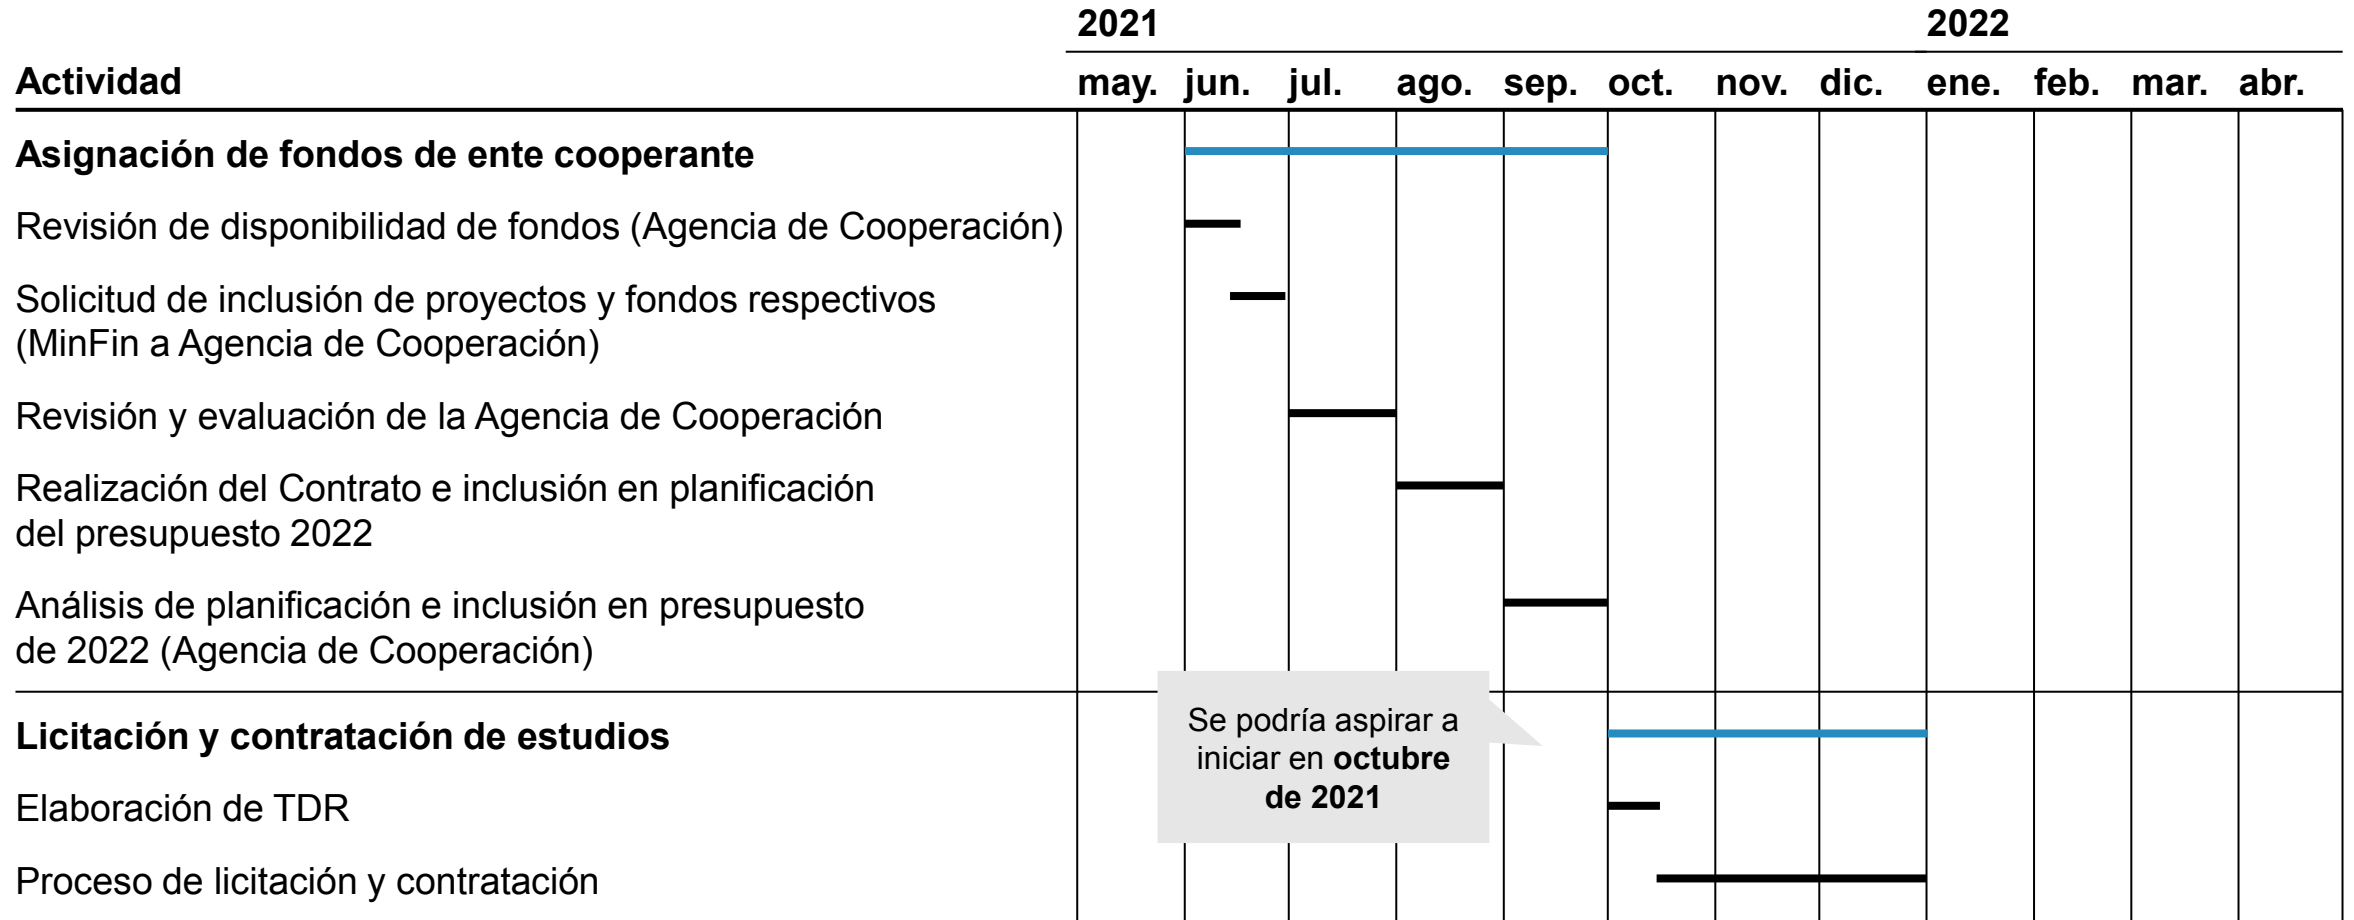 2021 2022
Actividad may. jun. jul. ago. sep. oct. nov. dic. ene. feb. mar. abr.
Asignación de fondos de ente cooperante
Revisión de disponibilidad de fondos (Agencia de Cooperación)
Solicitud de inclusión de proyectos y fondos respectivos
(MinFin a Agencia de Cooperación)
Revisión y evaluación de la Agencia de Cooperación
Realización del Contrato e inclusión en planificación
del presupuesto 2022
Análisis de planificación e inclusión en presupuesto
de 2022 (Agencia de Cooperación)
Licitación y contratación de estudios
Se podría aspirar a
iniciar en octubre
de 2021
Elaboración de TDR
Proceso de licitación y contratación